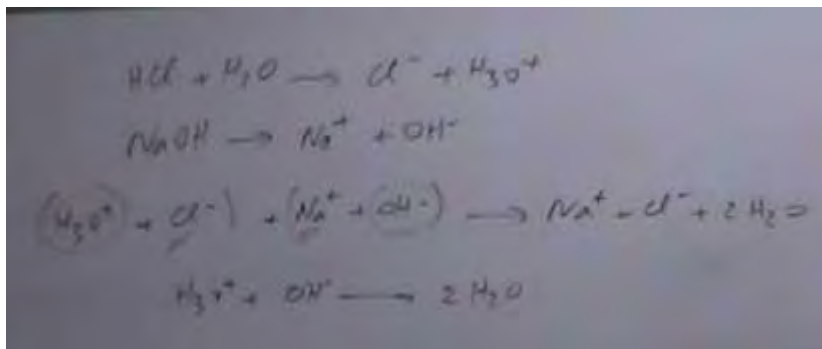 HCl + H₂O → Cl⁻ + H₃O⁺
NaOH → Na⁺ + OH⁻
(H₃O⁺ + Cl⁻) + (Na⁺ + OH⁻) → Na⁺ - Cl⁻ + 2 H₂O
H₃O⁺ + OH⁻ → 2 H₂O